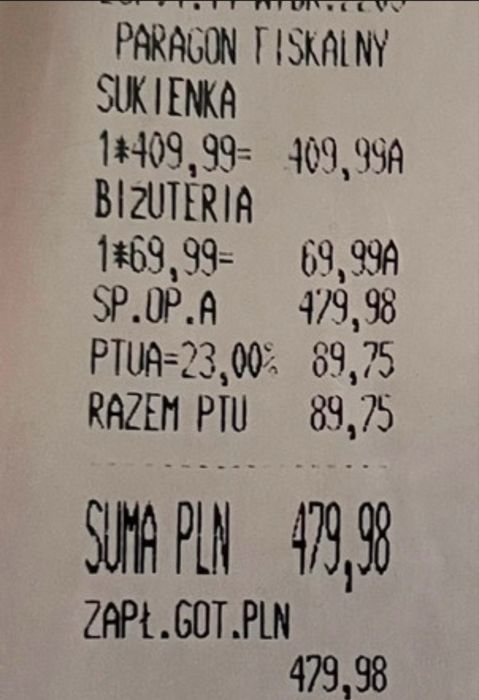 PARAGON FISKALNY
SUKIENKA
1*409,99= 409,99A
BIŻUTERIA
1*69,99= 69,99A
SP.OP.A 479,98
PTUA=23,00% 89,75
RAZEM PTU 89,75
SUMA PLN 479,98
ZAPŁ.GOT.PLN
479,98